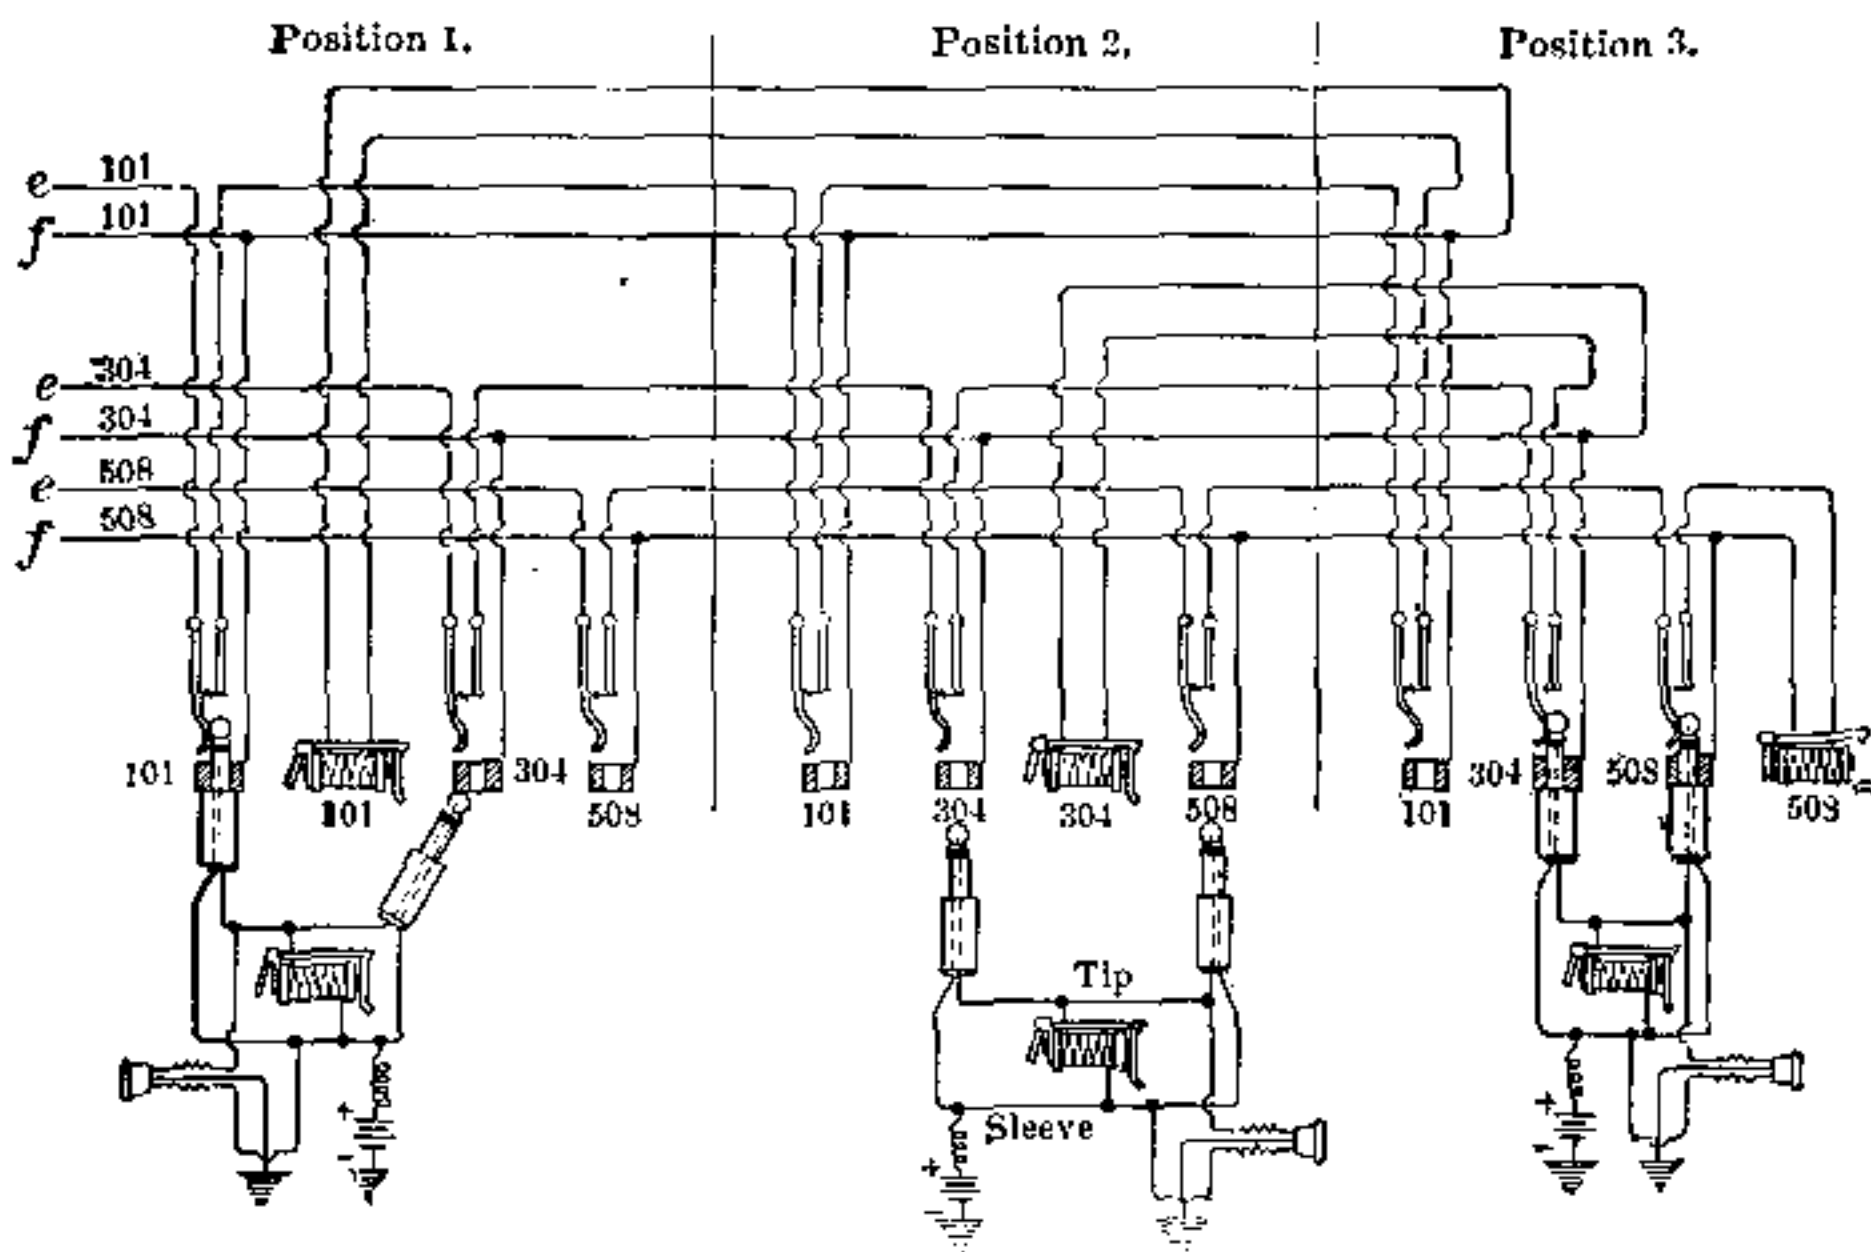 Position 1.
Position 2.
Position 3.
e 101
f 101
e 304
f 304
e 508
f 508
101
101
304
508
101
304
304
508
101
304
508
508
Tip
Sleeve
+
-
+
-
+
-